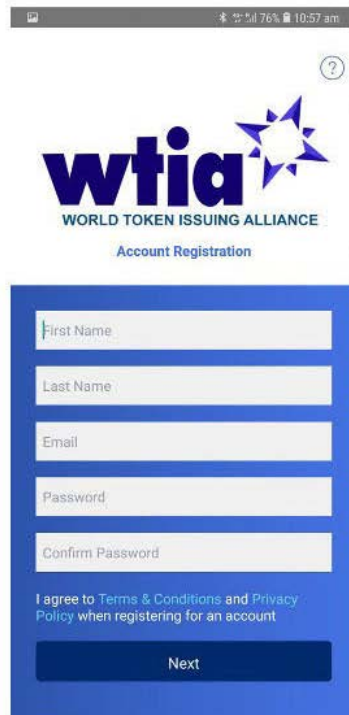 76% 10:57 am
?
wtia
WORLD TOKEN ISSUING ALLIANCE
Account Registration
First Name
Last Name
Email
Password
Confirm Password
I agree to Terms & Conditions and Privacy
Policy when registering for an account
Next